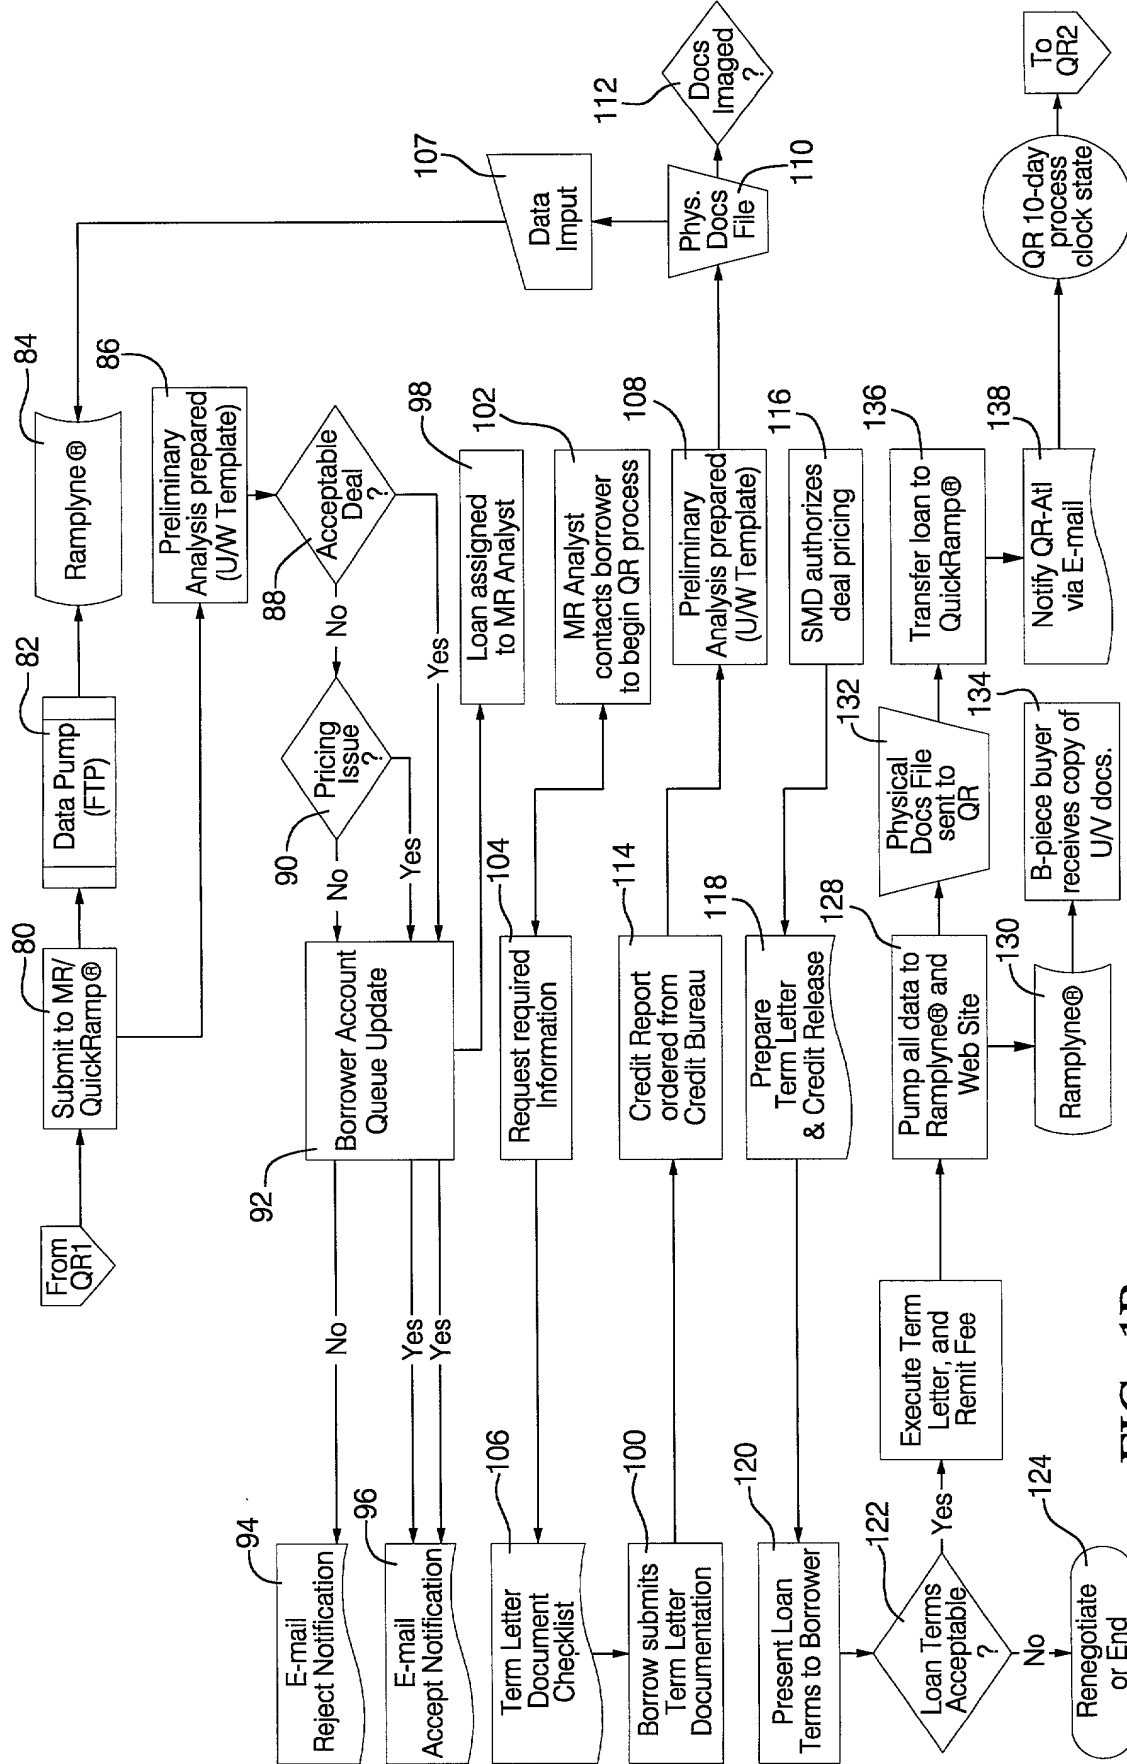 From
QR1
80
Submit to MR/
QuickRamp®
82
Data Pump
(FTP)
84
Ramplyne®
86
Preliminary
Analysis prepared
(U/W Template)
88
Acceptable
Deal
?
No
Yes
90
Pricing
Issue
?
No
Yes
92
Borrower Account
Queue Update
No
Yes
Yes
94
E-mail
Reject Notification
96
E-mail
Accept Notification
98
Loan assigned
to MR Analyst
102
MR Analyst
contacts borrower
to begin QR process
104
Request required
Information
106
Term Letter
Document
Checklist
100
Borrow submits
Term Letter
Documentation
114
Credit Report
ordered from
Credit Bureau
108
Preliminary
Analysis prepared
(U/W Template)
110
Phys.
Docs
File
107
Data
Imput
112
Docs
Imaged
?
116
SMD authorizes
deal pricing
118
Prepare
Term Letter
& Credit Release
120
Present Loan
Terms to Borrower
122
Loan Terms
Acceptable
?
Yes
No
124
Renegotiate
or End
Execute Term
Letter, and
Remit Fee
128
Pump all data to
Ramplyne® and
Web Site
130
Ramplyne®
132
Physical
Docs File
sent to
QR
134
B-piece buyer
receives copy of
U/V docs.
136
Transfer loan to
QuickRamp®
138
Notify QR-Atl
via E-mail
QR 10-day
process
clock state
To
QR2